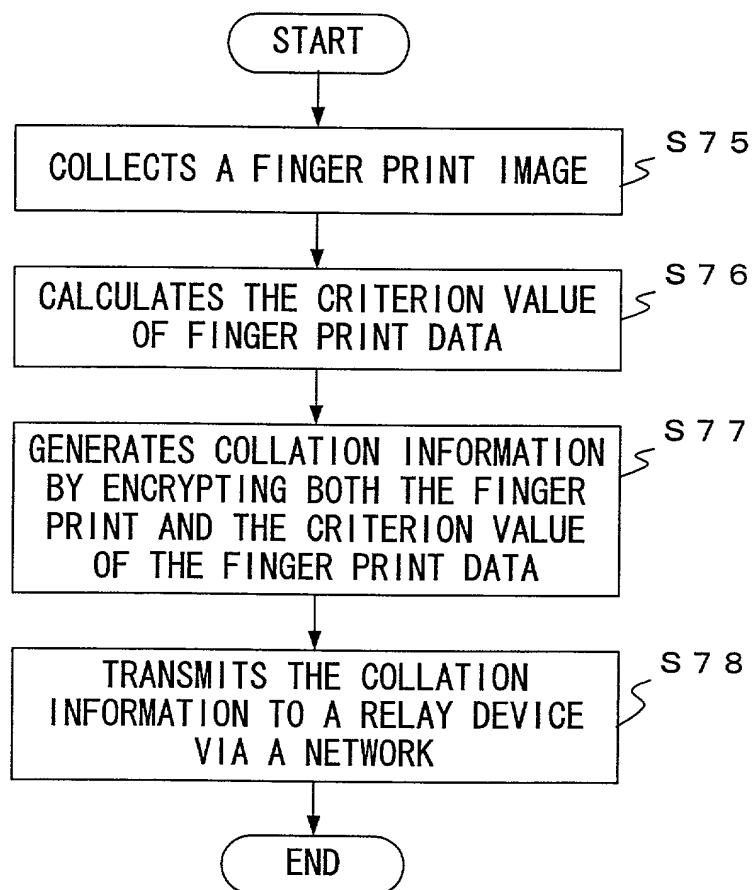 START
COLLECTS A FINGER PRINT IMAGE
S75
CALCULATES THE CRITERION VALUE
OF FINGER PRINT DATA
S76
GENERATES COLLATION INFORMATION
BY ENCRYPTING BOTH THE FINGER
PRINT AND THE CRITERION VALUE
OF THE FINGER PRINT DATA
S77
TRANSMITS THE COLLATION
INFORMATION TO A RELAY DEVICE
VIA A NETWORK
S78
END